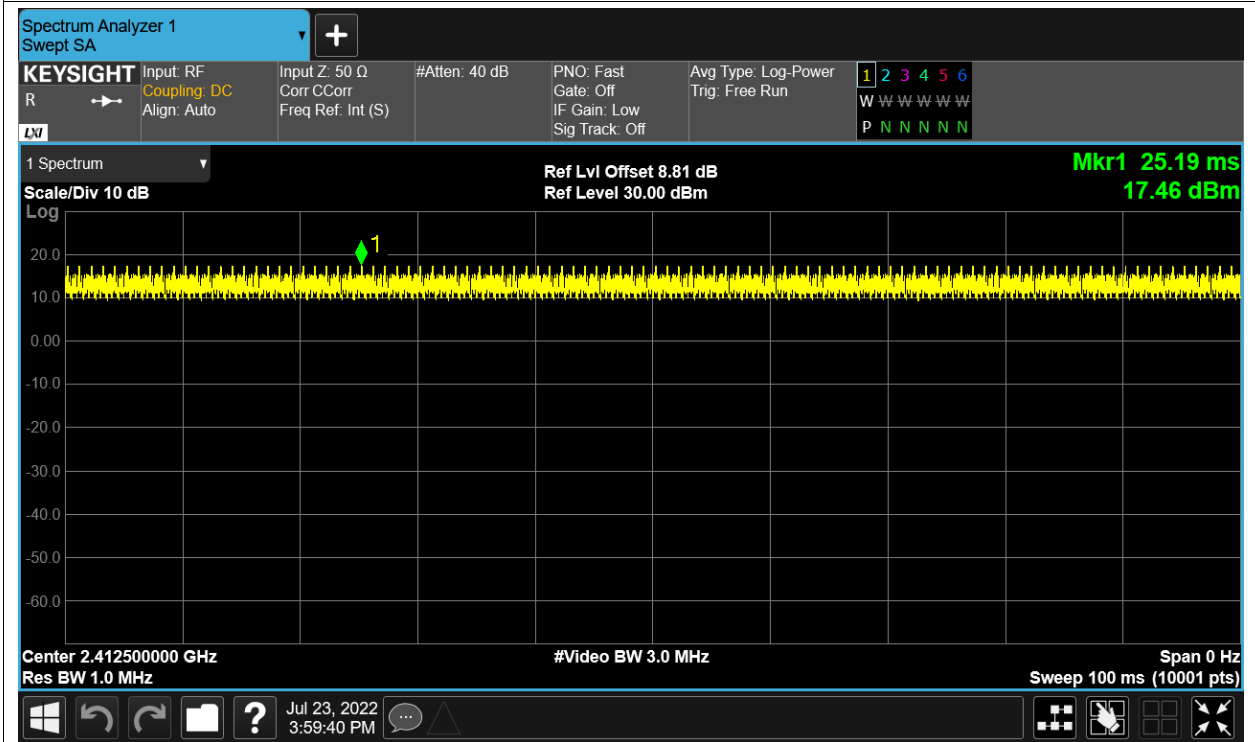 Spectrum Analyzer 1
Swept SA
+
KEYSIGHT
R
LXI
Input: RF
Coupling: DC
Align: Auto
Input Z: 50 Ω
Corr CCorr
Freq Ref: Int (S)
#Atten: 40 dB
PNO: Fast
Gate: Off
IF Gain: Low
Sig Track: Off
Avg Type: Log-Power
Trig: Free Run
1 2 3 4 5 6
W W W W W W
P N N N N N
1 Spectrum
Scale/Div 10 dB
Ref Lvl Offset 8.81 dB
Ref Level 30.00 dBm
Mkr1 25.19 ms
17.46 dBm
Log
1
20.0
10.0
0.00
-10.0
-20.0
-30.0
-40.0
-50.0
-60.0
Center 2.412500000 GHz
Res BW 1.0 MHz
#Video BW 3.0 MHz
Span 0 Hz
Sweep 100 ms (10001 pts)
?
Jul 23, 2022
3:59:40 PM